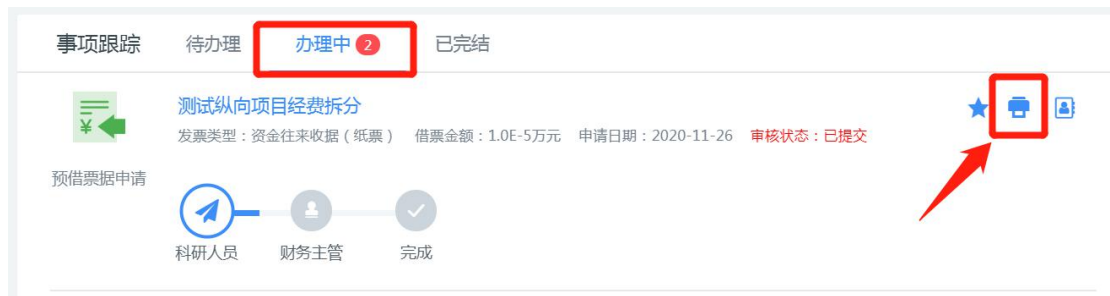 事项跟踪 待办理 办理中 2 已完结
测试纵向项目经费拆分
发票类型：资金往来收据（纸票） 借票金额：1.0E-5万元 申请日期：2020-11-26 审核状态：已提交
预借票据申请
科研人员 财务主管 完成